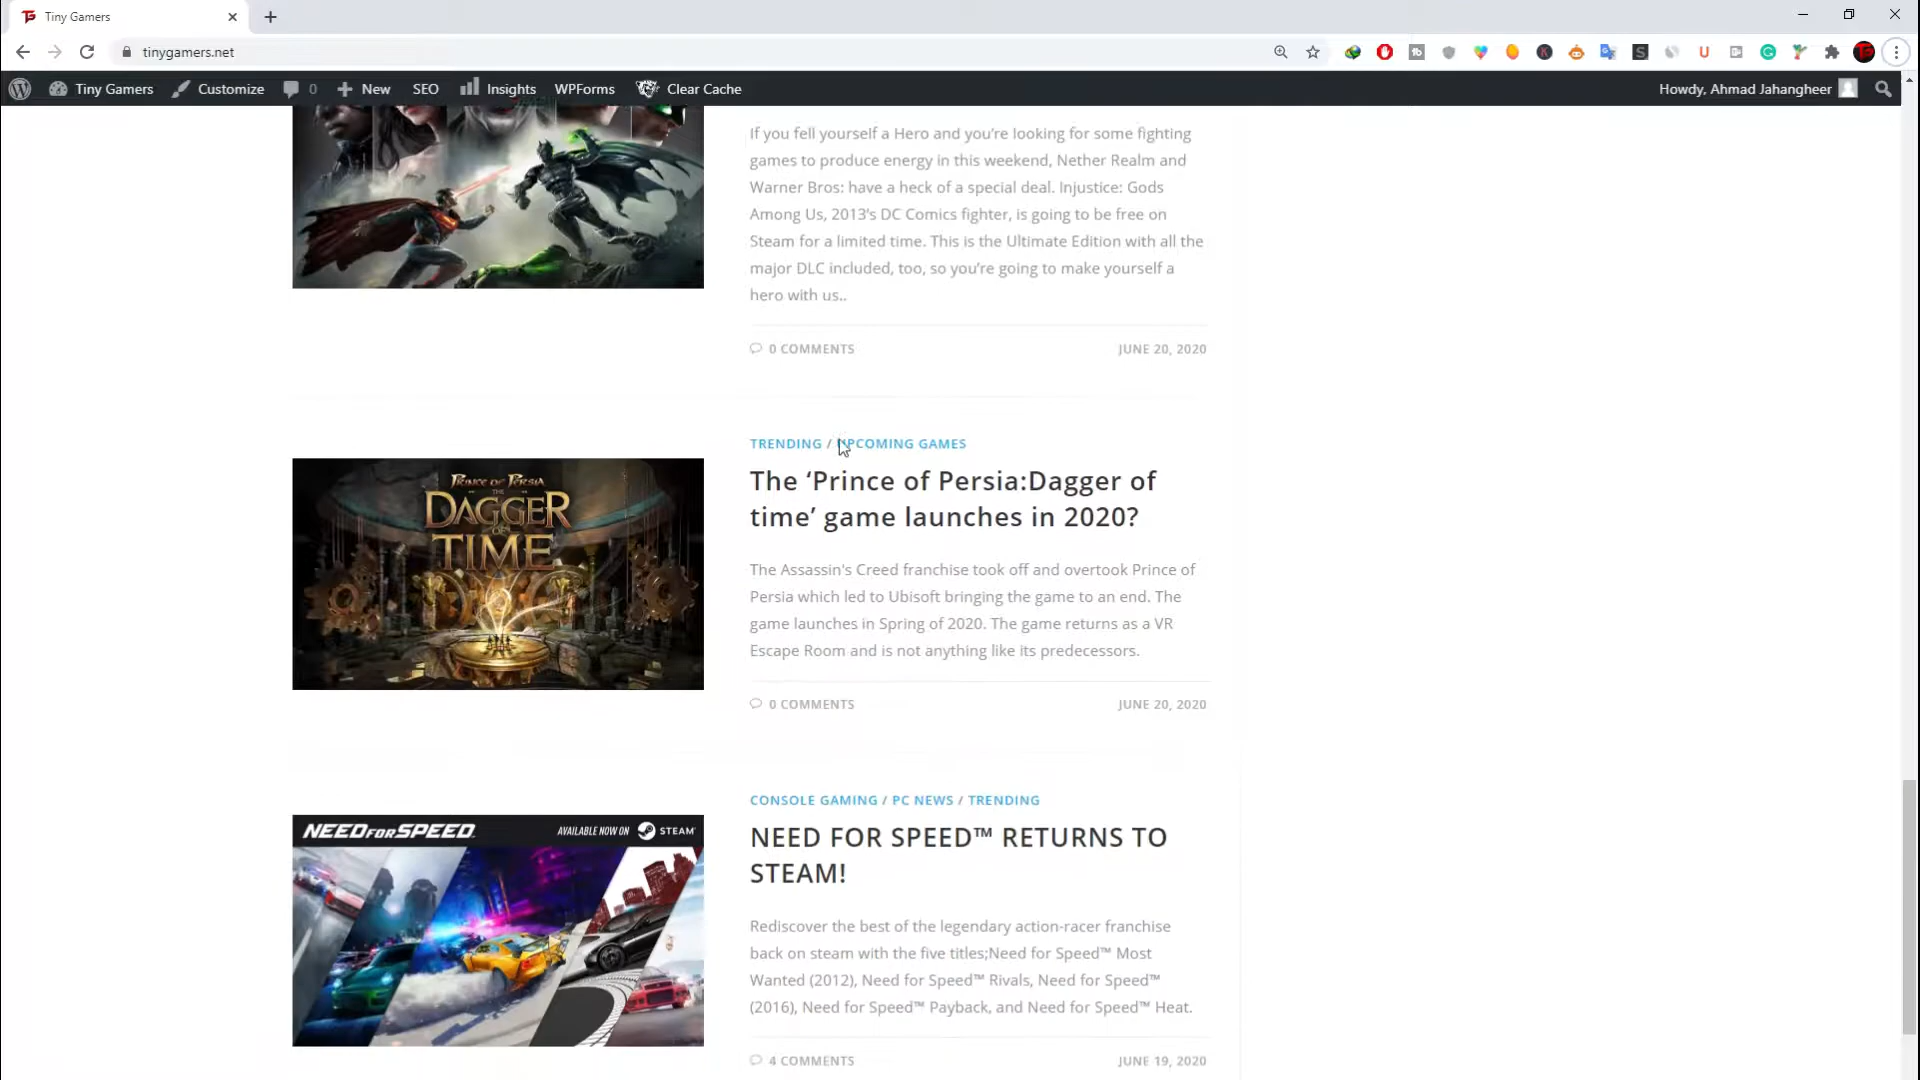 Tiny Gamers
tinygamers.net
Tiny Gamers Customize 0 New SEO Insights WPForms Clear Cache Howdy, Ahmad Jahangheer
If you fell yourself a Hero and you're looking for some fighting
games to produce energy in this weekend, Nether Realm and
Warner Bros: have a heck of a special deal. Injustice: Gods
Among Us, 2013's DC Comics fighter, is going to be free on
Steam for a limited time. This is the Ultimate Edition with all the
major DLC included, too, so you're going to make yourself a
hero with us..
0 COMMENTS JUNE 20, 2020
TRENDING / UPCOMING GAMES
The ‘Prince of Persia:Dagger of
time’ game launches in 2020?
PRINCE OF PERSIA
THE
DAGGER
OF
TIME
The Assassin's Creed franchise took off and overtook Prince of
Persia which led to Ubisoft bringing the game to an end. The
game launches in Spring of 2020. The game returns as a VR
Escape Room and is not anything like its predecessors.
0 COMMENTS JUNE 20, 2020
CONSOLE GAMING / PC NEWS / TRENDING
NEED FOR SPEED™ RETURNS TO
STEAM!
NEED FOR SPEED AVAILABLE NOW ON STEAM
Rediscover the best of the legendary action-racer franchise
back on steam with the five titles;Need for Speed™ Most
Wanted (2012), Need for Speed™ Rivals, Need for Speed™
(2016), Need for Speed™ Payback, and Need for Speed™ Heat.
4 COMMENTS JUNE 19, 2020